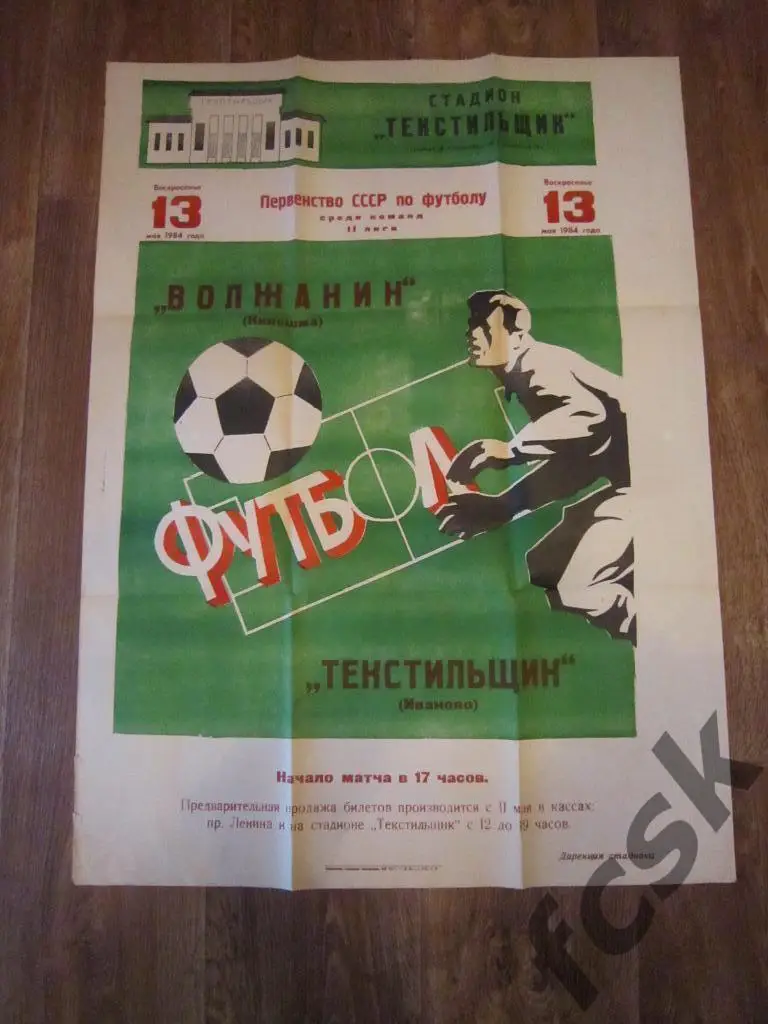 ТЕКСТИЛЬЩИК
СТАДИОН
„ТЕКСТИЛЬЩИК“
Воскресенье
13
мая 1984 года
Первенство СССР по футболу
среди команд
II лиги
Воскресенье
13
мая 1984 года
„ВОЛЖАНИН“
(Кинешма)
ФУТБОЛ
„ТЕКСТИЛЬЩИК“
(Иваново)
Начало матча в 17 часов.
Предварительная продажа билетов производится с 11 мая в кассах:
пр. Ленина и на стадионе „Текстильщик“ с 12 до 19 часов.
Дирекция стадиона
fcsk